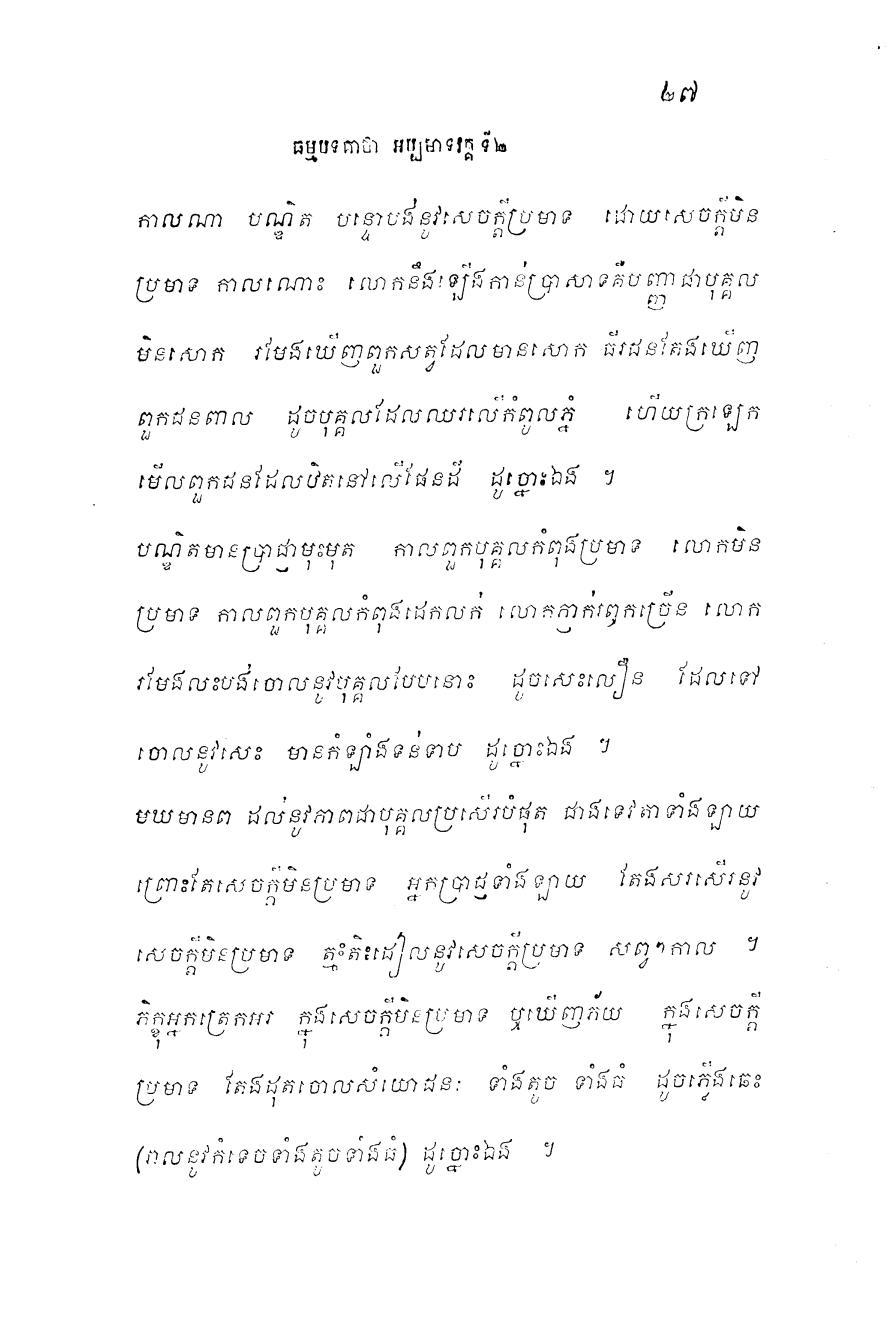 ២៧
ធម្មបទគាថា អប្បមាទវគ្គ ទី២
កាលណា បណ្ឌិត បន្ទោបង់នូវសេចក្តីប្រមាទ ដោយសេចក្តីមិន
ប្រមាទ កាលណោះ លោកនឹងឡើងកាន់ប្រាសាទគឺបញ្ញាជាបុគ្គល
មិនសោក រមែងឃើញពួកសត្វដែលមានសោក ធីរជនតែងឃើញ
ពួកជនពាល ដូចបុគ្គលដែលឈរលើកំពូលភ្នំ ហើយក្រឡេក
មើលពួកជនដែលឋិតនៅលើផែនដី ដូច្នោះឯង ។
បណ្ឌិតមានប្រាជ្ញាមុះមុត កាលពួកបុគ្គលកំពុងប្រមាទ លោកមិន
ប្រមាទ កាលពួកបុគ្គលកំពុងដេកលក់ លោកភ្ញាក់រឭកច្រើន លោក
រមែងលះបង់ចោលនូវបុគ្គលបែបនោះ ដូចសេះលឿន ដែលទៅ
ចោលនូវសេះ មានកំឡាំងទន់ទាប ដូច្នោះឯង ។
មឃមានព ដល់នូវភាពជាបុគ្គលប្រសើរបំផុត ជាងទេវតាទាំងឡាយ
ព្រោះតែសេចក្តីមិនប្រមាទ អ្នកប្រាជ្ញទាំងឡាយ តែងសរសើរនូវ
សេចក្តីមិនប្រមាទ ត្មះតិះដៀលនូវសេចក្តីប្រមាទ សព្វៗកាល ។
ភិក្ខុអ្នកត្រេកអរ ក្នុងសេចក្តីមិនប្រមាទ ឬឃើញភ័យ ក្នុងសេចក្តី
ប្រមាទ តែងដុតចោលសំយោជនៈ ទាំងតូច ទាំងធំ ដូចភ្លើងឆេះ
(រាលនូវកំទេចទាំងតូចទាំងធំ) ដូច្នោះឯង ។